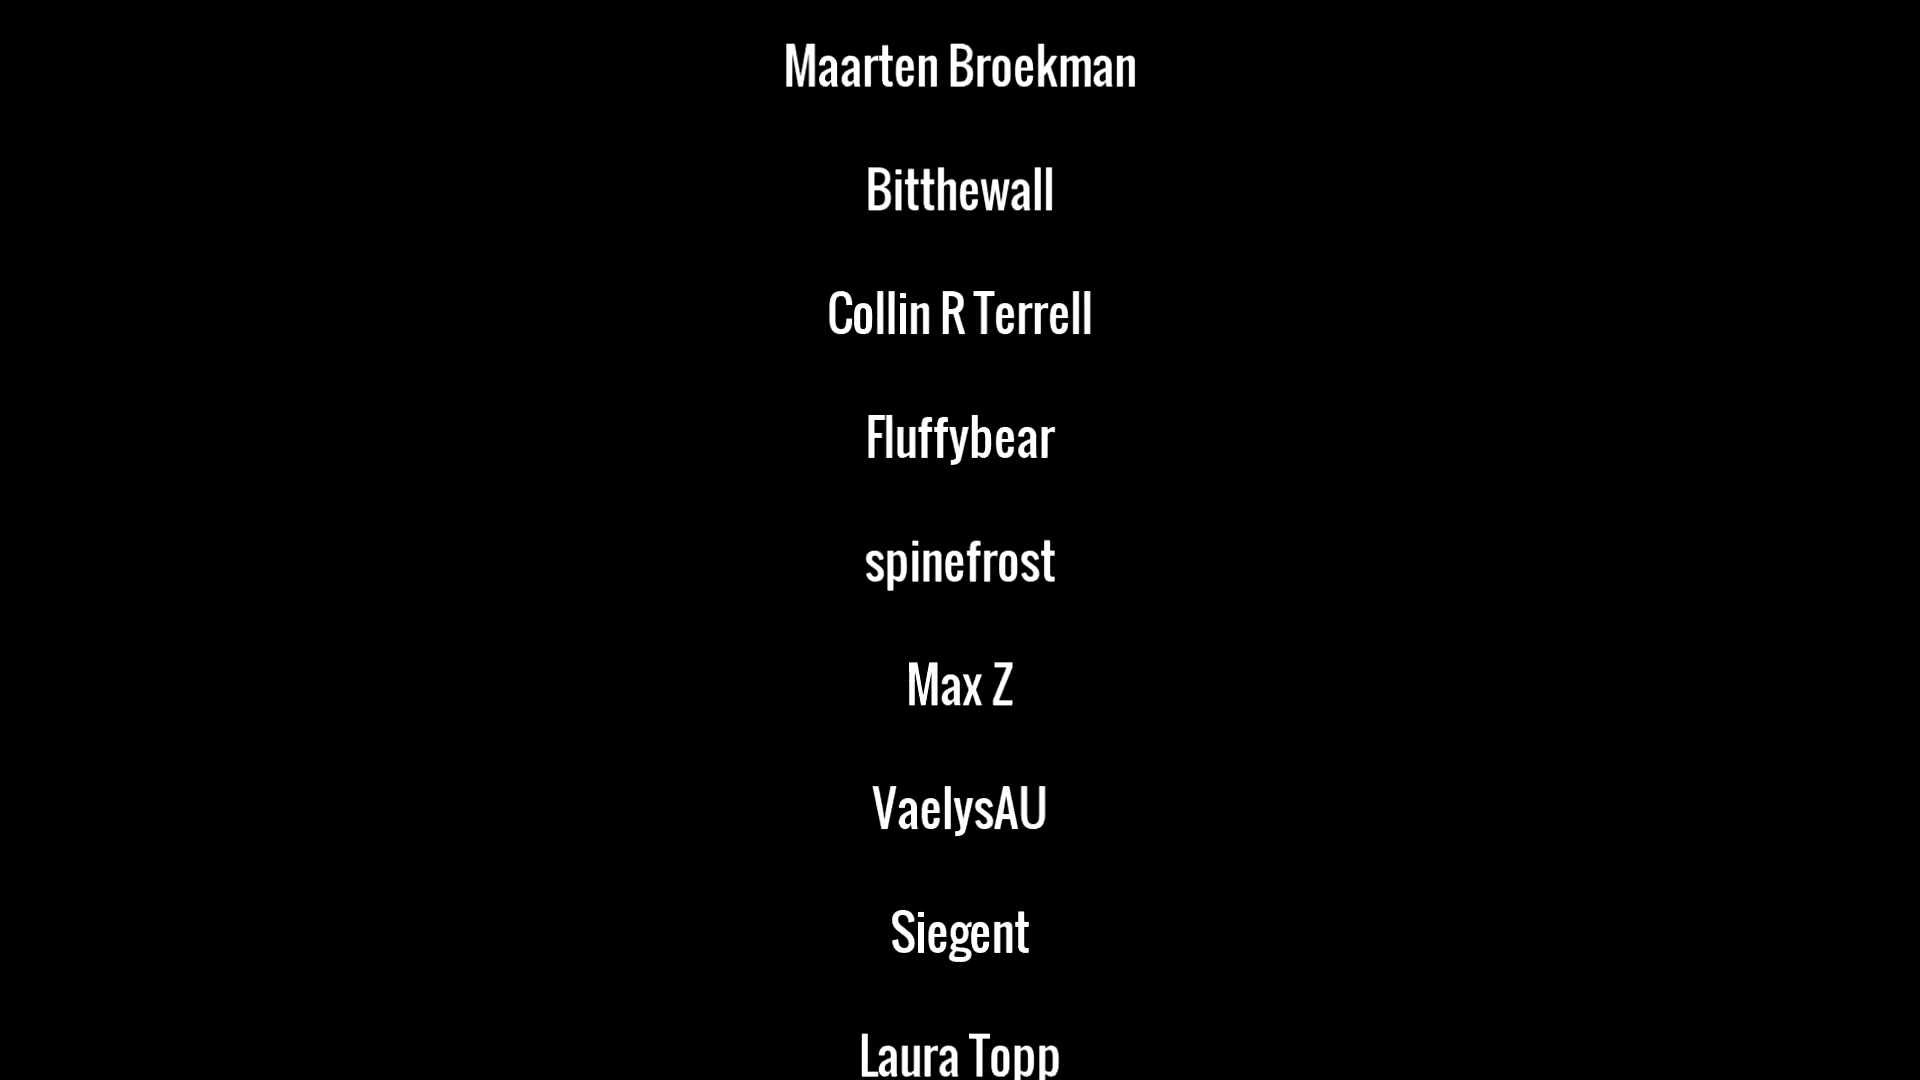 Maarten Broekman
Bitthewall
Collin R Terrell
Fluffybear
spinefrost
Max Z
VaelysAU
Siegent
Laura Topp